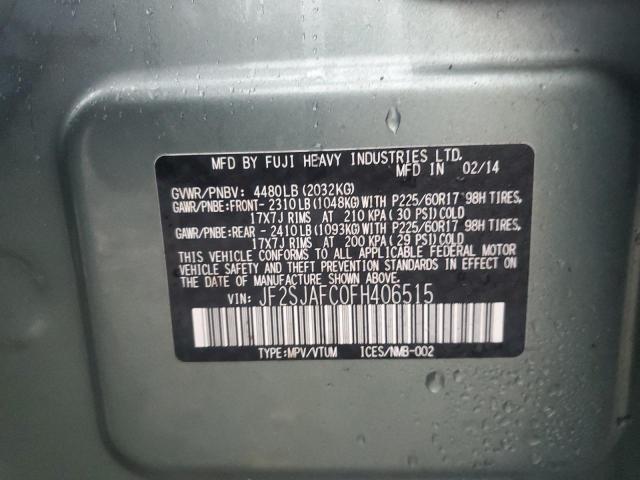 MFD BY FUJI HEAVY INDUSTRIES LTD.
MFD IN 02/14
GVWR/PNBV: 4480LB(2032KG)
GAWR/PNBE:FRONT-2310LB(1048KG)WITH P225/60R17 98H TIRES,
17X7J RIMS AT 210 KPA(30 PSI)COLD
GAWR/PNBE:REAR -2410LB(1093KG)WITH P225/60R17 98H TIRES,
17X7J RIMS AT 200 KPA(29 PSI)COLD
THIS VEHICLE CONFORMS TO ALL APPLICABLE FEDERAL MOTOR
VEHICLE SAFETY AND THEFT PREVENTION STANDARDS IN EFFECT ON
THE DATE OF MANUFACTURE SHOWN ABOVE.
VIN: JF2SJAFC0FH406515
TYPE:MPV/VTUM ICES/NMB-002